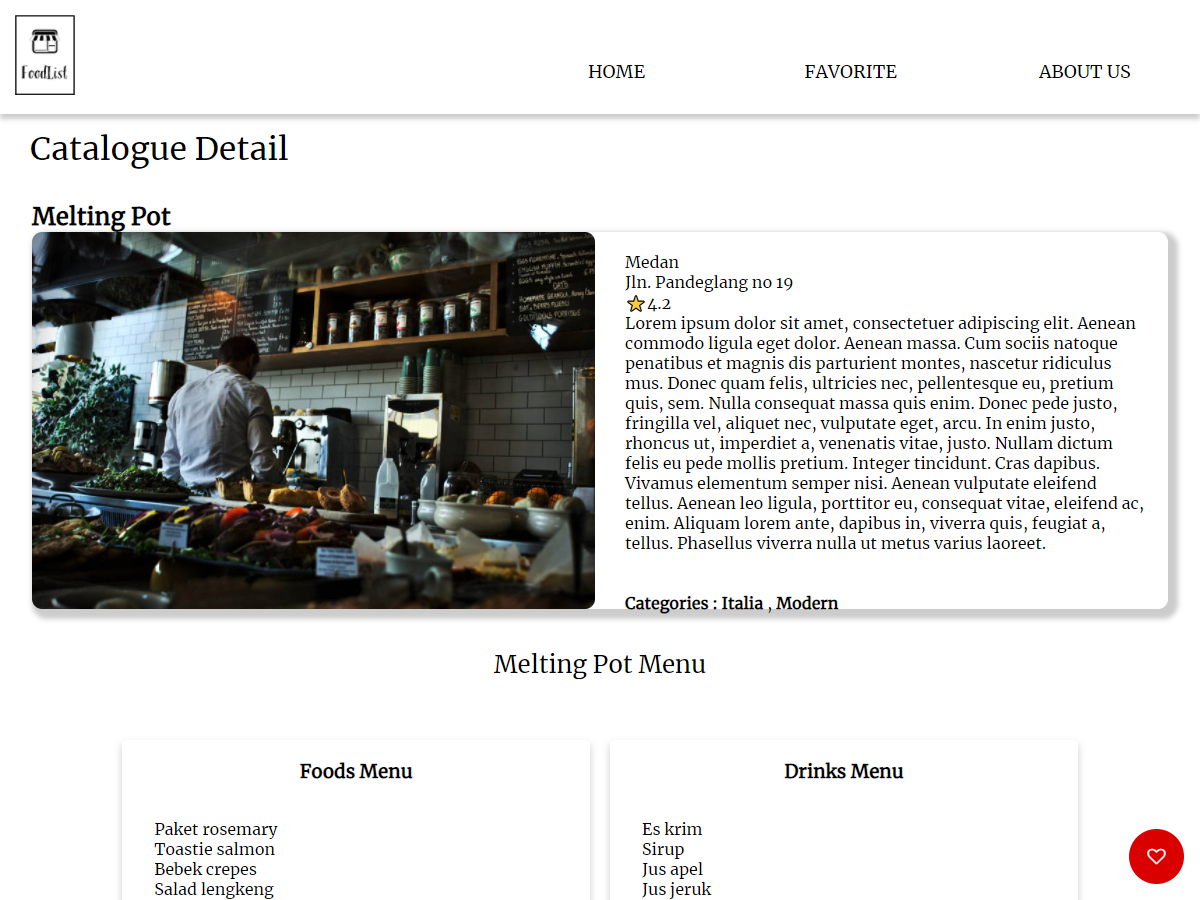 FoodList
HOME
FAVORITE
ABOUT US
Catalogue Detail
Melting Pot
Medan
Jln. Pandeglang no 19
4.2
Lorem ipsum dolor sit amet, consectetuer adipiscing elit. Aenean
commodo ligula eget dolor. Aenean massa. Cum sociis natoque
penatibus et magnis dis parturient montes, nascetur ridiculus
mus. Donec quam felis, ultricies nec, pellentesque eu, pretium
quis, sem. Nulla consequat massa quis enim. Donec pede justo,
fringilla vel, aliquet nec, vulputate eget, arcu. In enim justo,
rhoncus ut, imperdiet a, venenatis vitae, justo. Nullam dictum
felis eu pede mollis pretium. Integer tincidunt. Cras dapibus.
Vivamus elementum semper nisi. Aenean vulputate eleifend
tellus. Aenean leo ligula, porttitor eu, consequat vitae, eleifend ac,
enim. Aliquam lorem ante, dapibus in, viverra quis, feugiat a,
tellus. Phasellus viverra nulla ut metus varius laoreet.
Categories : Italia , Modern
Melting Pot Menu
Foods Menu
Paket rosemary
Toastie salmon
Bebek crepes
Salad lengkeng
Drinks Menu
Es krim
Sirup
Jus apel
Jus jeruk